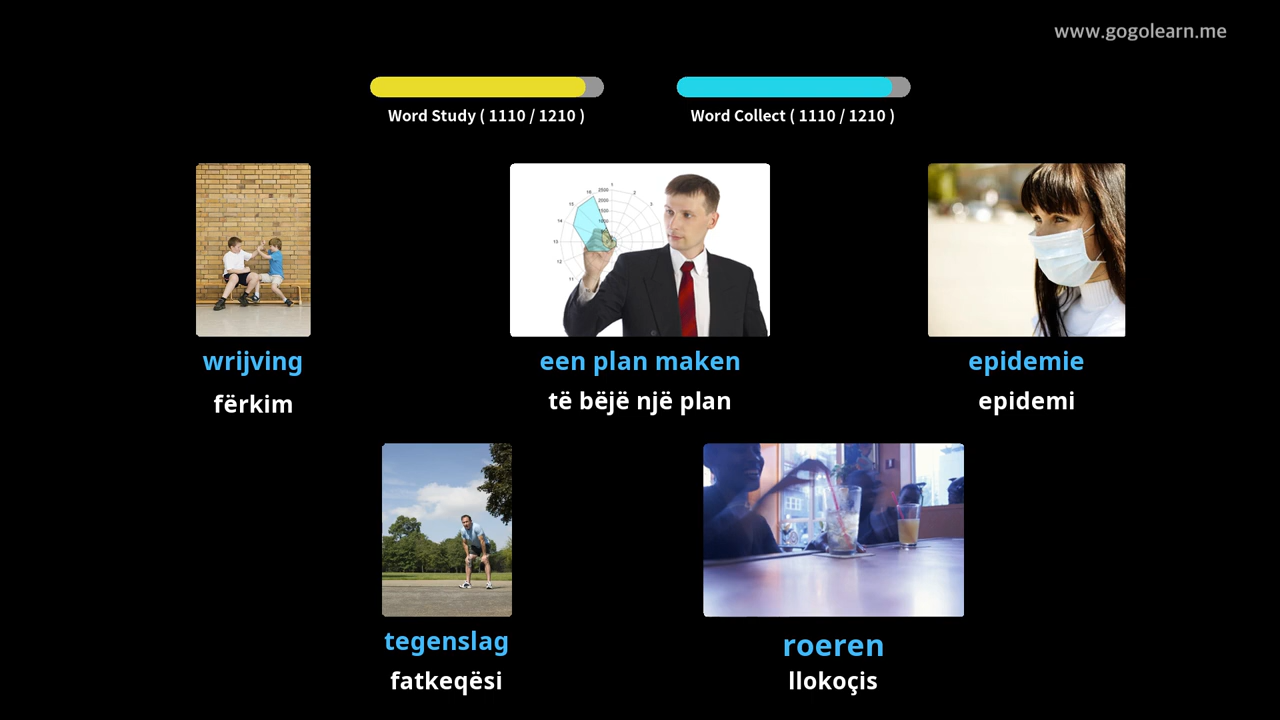 www.gogolearn.me
Word Study ( 1110 / 1210 )
Word Collect ( 1110 / 1210 )
wrijving
fërkim
een plan maken
të bëjë një plan
epidemie
epidemi
tegenslag
fatkeqësi
roeren
llokoçis